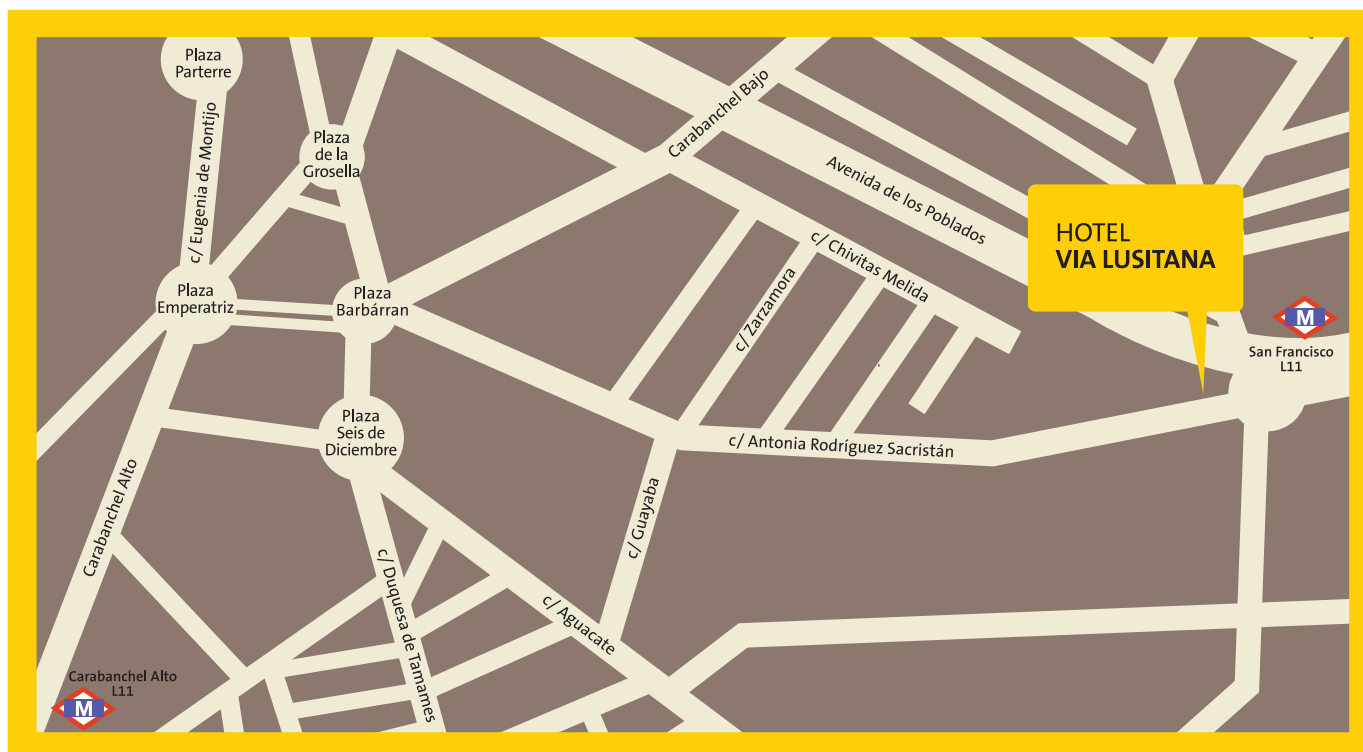 Plaza
Parterre
c/ Eugenia de Montijo
Plaza
de la
Grosella
Carabanchel Bajo
Avenida de los Poblados
HOTEL
VIA LUSITANA
c/ Chivitas Melida
c/ Zarzamora
Plaza
Emperatriz
Plaza
Barbárran
M
San Francisco
L11
Plaza
Seis de
Diciembre
c/ Antonia Rodríguez Sacristán
Carabanchel Alto
c/ Guayaba
c/ Duquesa de Tamames
c/ Aguacate
Carabanchel Alto
L11
M